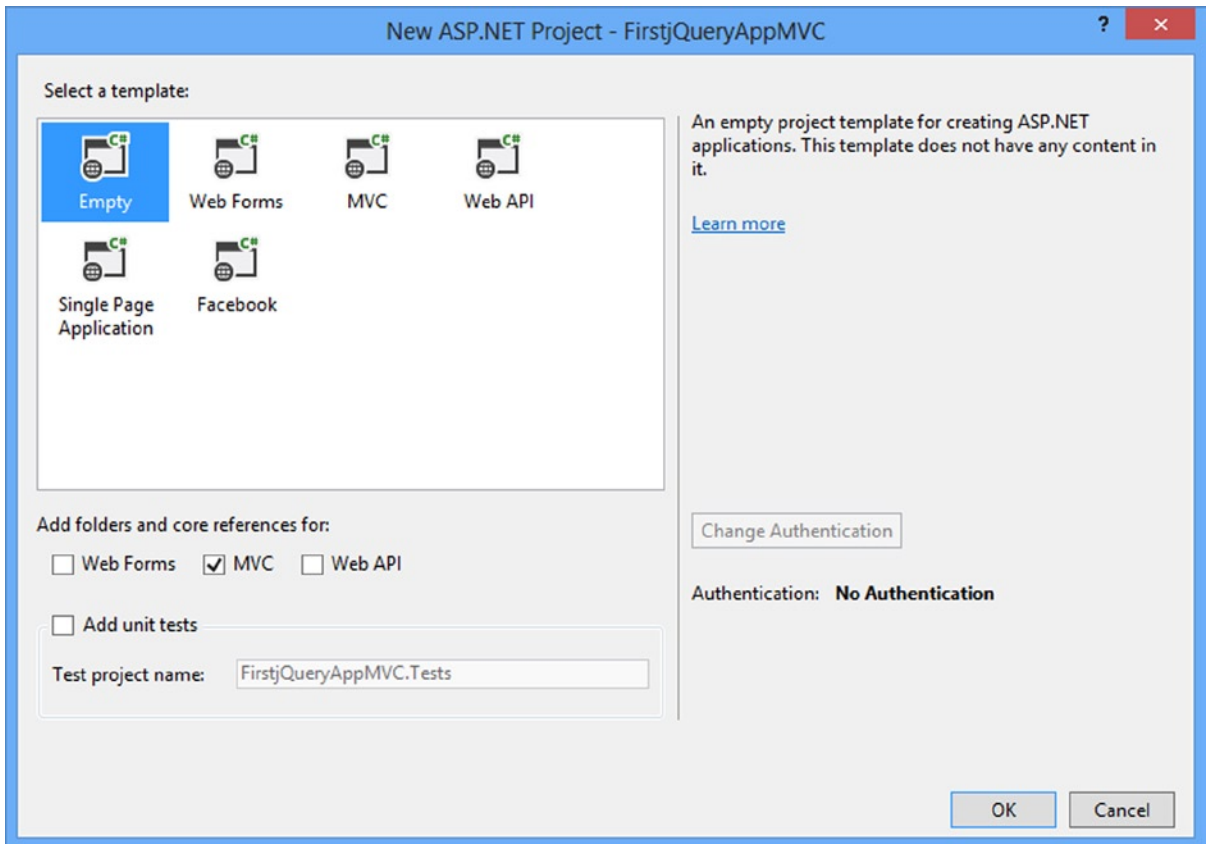 New ASP.NET Project - FirstjQueryAppMVC
?
Select a template:
C# C# C# C#
Empty Web Forms MVC Web API
C# C#
Single Page Facebook
Application
An empty project template for creating ASP.NET
applications. This template does not have any content in
it.
Learn more
Add folders and core references for:
Web Forms MVC Web API
Add unit tests
Test project name: FirstjQueryAppMVC.Tests
Change Authentication
Authentication: No Authentication
OK Cancel